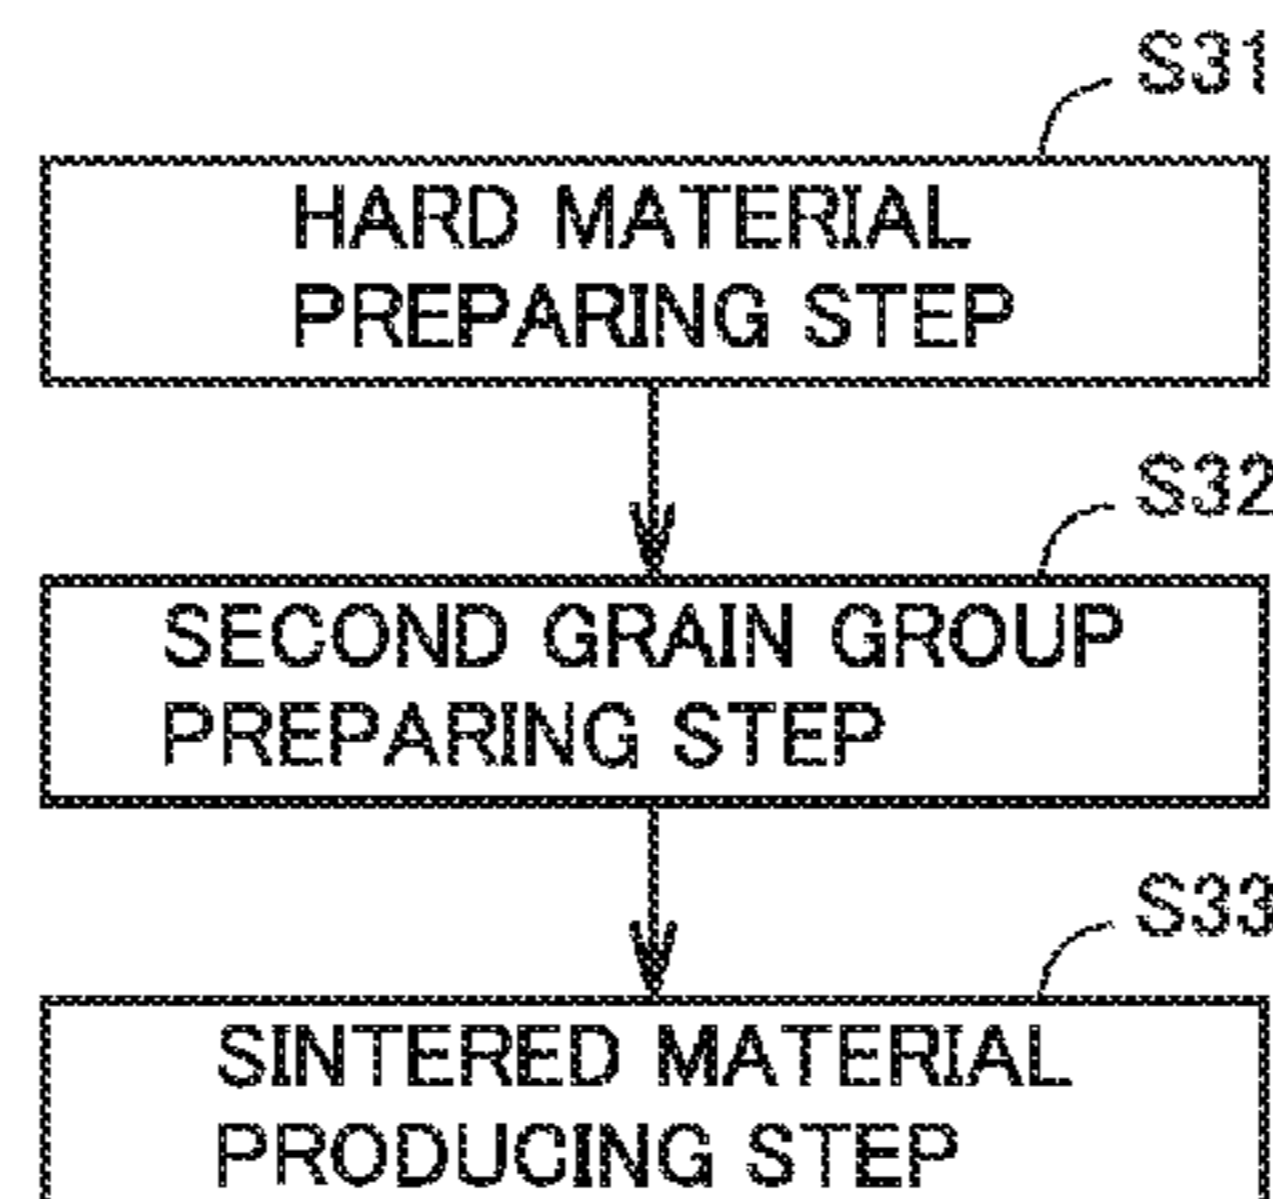 S31
HARD MATERIAL
PREPARING STEP
S32
SECOND GRAIN GROUP
PREPARING STEP
S33
SINTERED MATERIAL
PRODUCING STEP